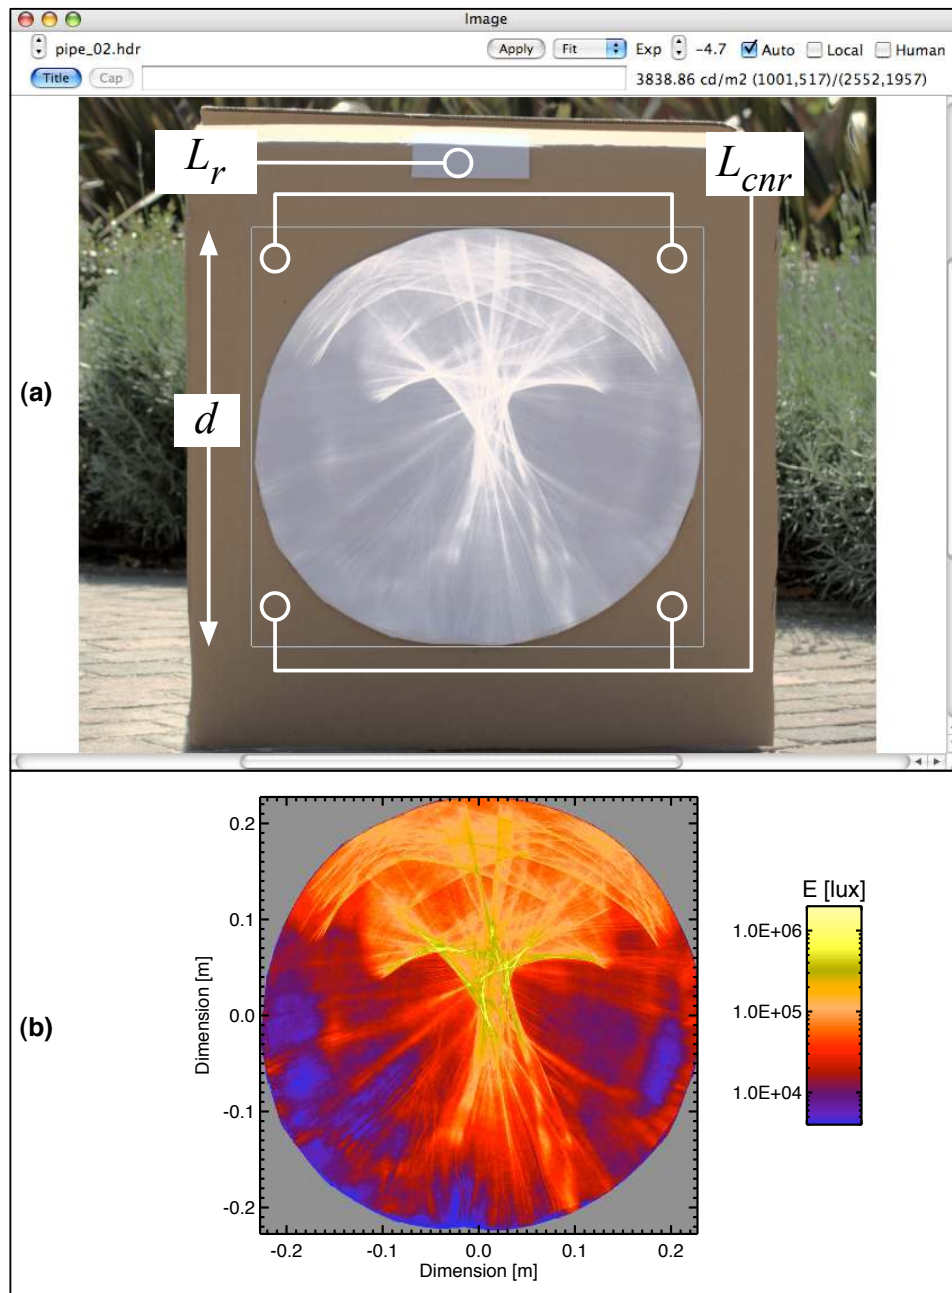 Image
pipe_02.hdr
Apply Fit Exp -4.7 Auto Local Human
Title Cap 3838.86 cd/m2 (1001,517)/(2552,1957)
L_r
L_cnr
(a)
d
(b)
0.2
0.1
0.0
-0.1
-0.2
Dimension [m]
-0.2 -0.1 0.0 0.1 0.2
Dimension [m]
E [lux]
1.0E+06
1.0E+05
1.0E+04